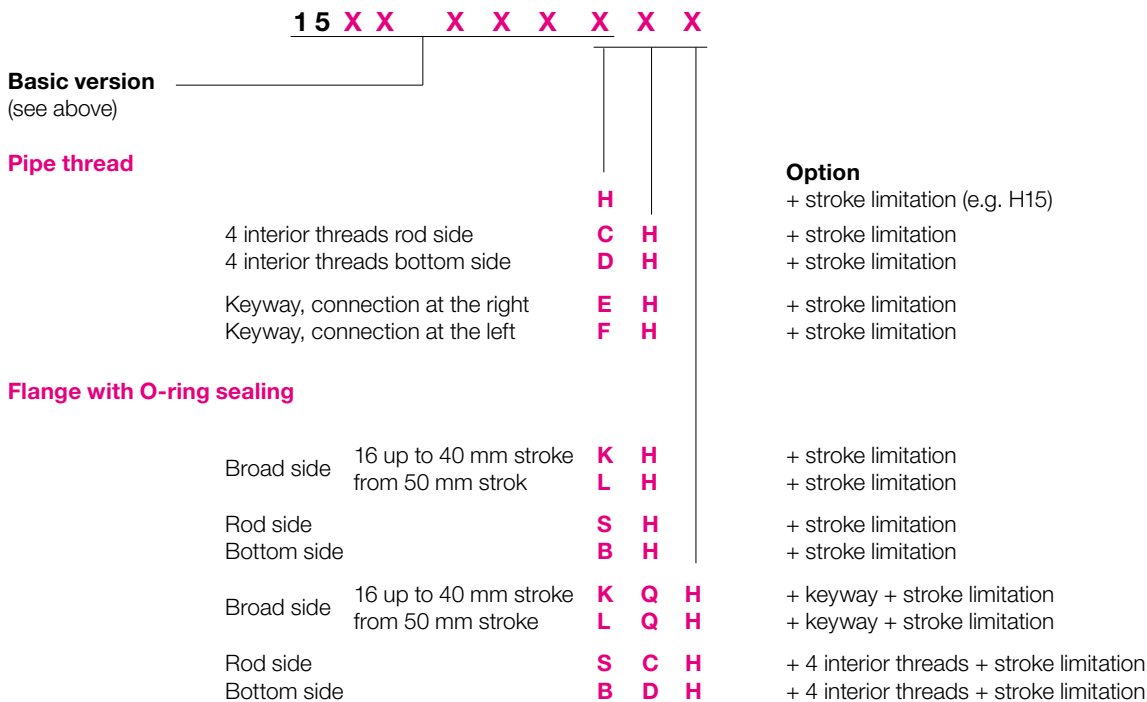 15XX XXX XXX
Basic version
(see above)
Pipe thread
Option
H + stroke limitation (e.g. H15)
4 interior threads rod side C H + stroke limitation
4 interior threads bottom side D H + stroke limitation
Keyway, connection at the right E H + stroke limitation
Keyway, connection at the left F H + stroke limitation
Flange with O-ring sealing
Broad side
16 up to 40 mm stroke K H + stroke limitation
from 50 mm strok L H + stroke limitation
Rod side S H + stroke limitation
Bottom side B H + stroke limitation
Broad side
16 up to 40 mm stroke K Q H + keyway + stroke limitation
from 50 mm stroke L Q H + keyway + stroke limitation
Rod side S C H + 4 interior threads + stroke limitation
Bottom side B D H + 4 interior threads + stroke limitation